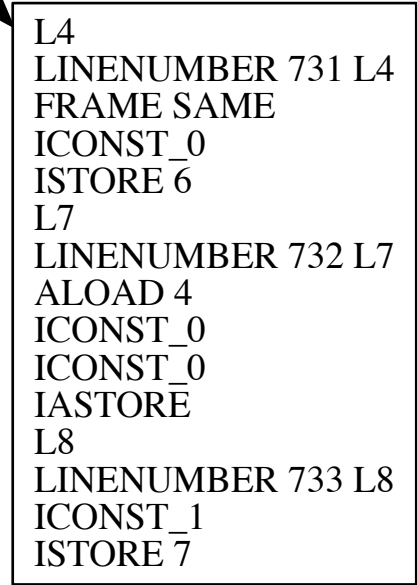 L4
LINENUMBER 731 L4
FRAME SAME
ICONST_0
ISTORE 6
L7
LINENUMBER 732 L7
ALOAD 4
ICONST_0
ICONST_0
IASTORE
L8
LINENUMBER 733 L8
ICONST_1
ISTORE 7